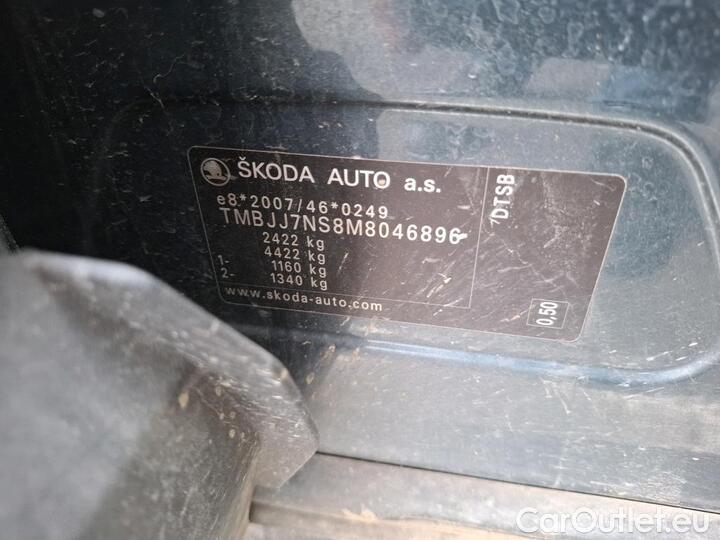 ŠKODA AUTO a.s.
e8*2007/46*0249
TMBJJ7NS8M8046896
2422 kg
4422 kg
1- 1160 kg
2- 1340 kg
www.skoda-auto.com
DTSB
0,50
CarOutlet.eu